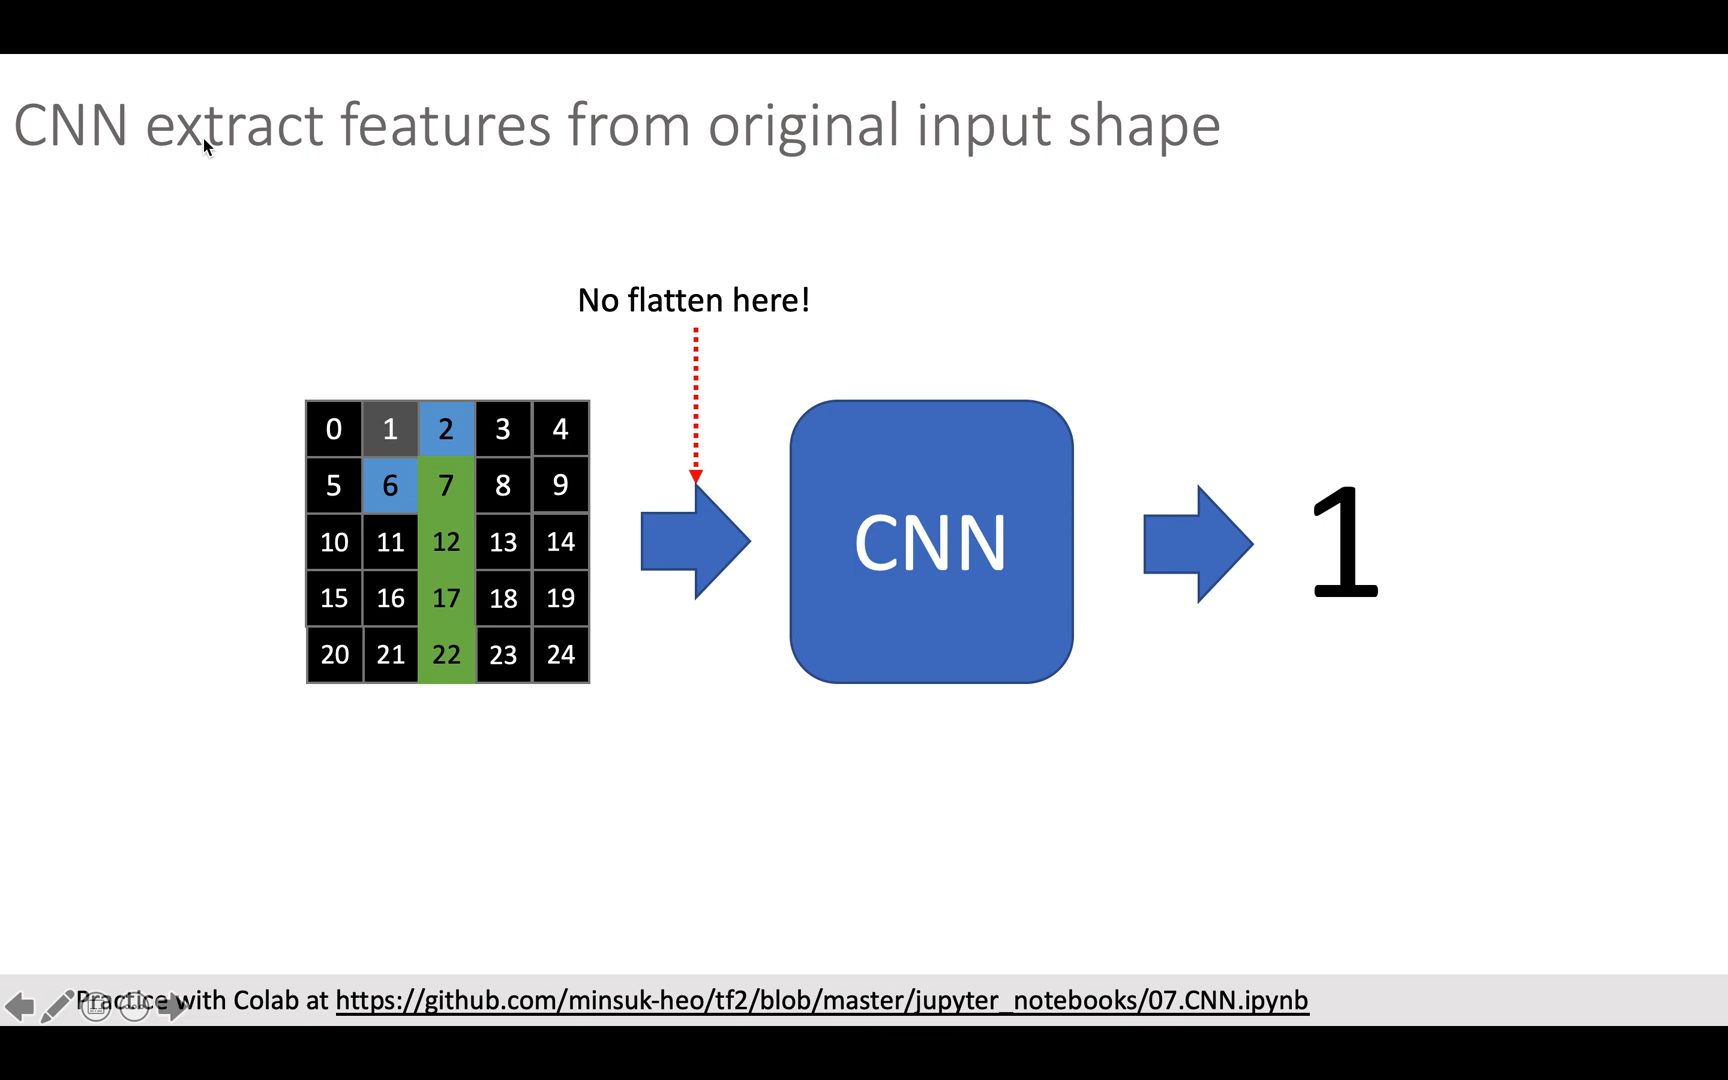 CNN extract features from original input shape
No flatten here!
0 1 2 3 4
5 6 7 8 9
10 11 12 13 14
15 16 17 18 19
20 21 22 23 24
CNN
1
Practice with Colab at https://github.com/minsuk-heo/tf2/blob/master/jupyter_notebooks/07.CNN.ipynb